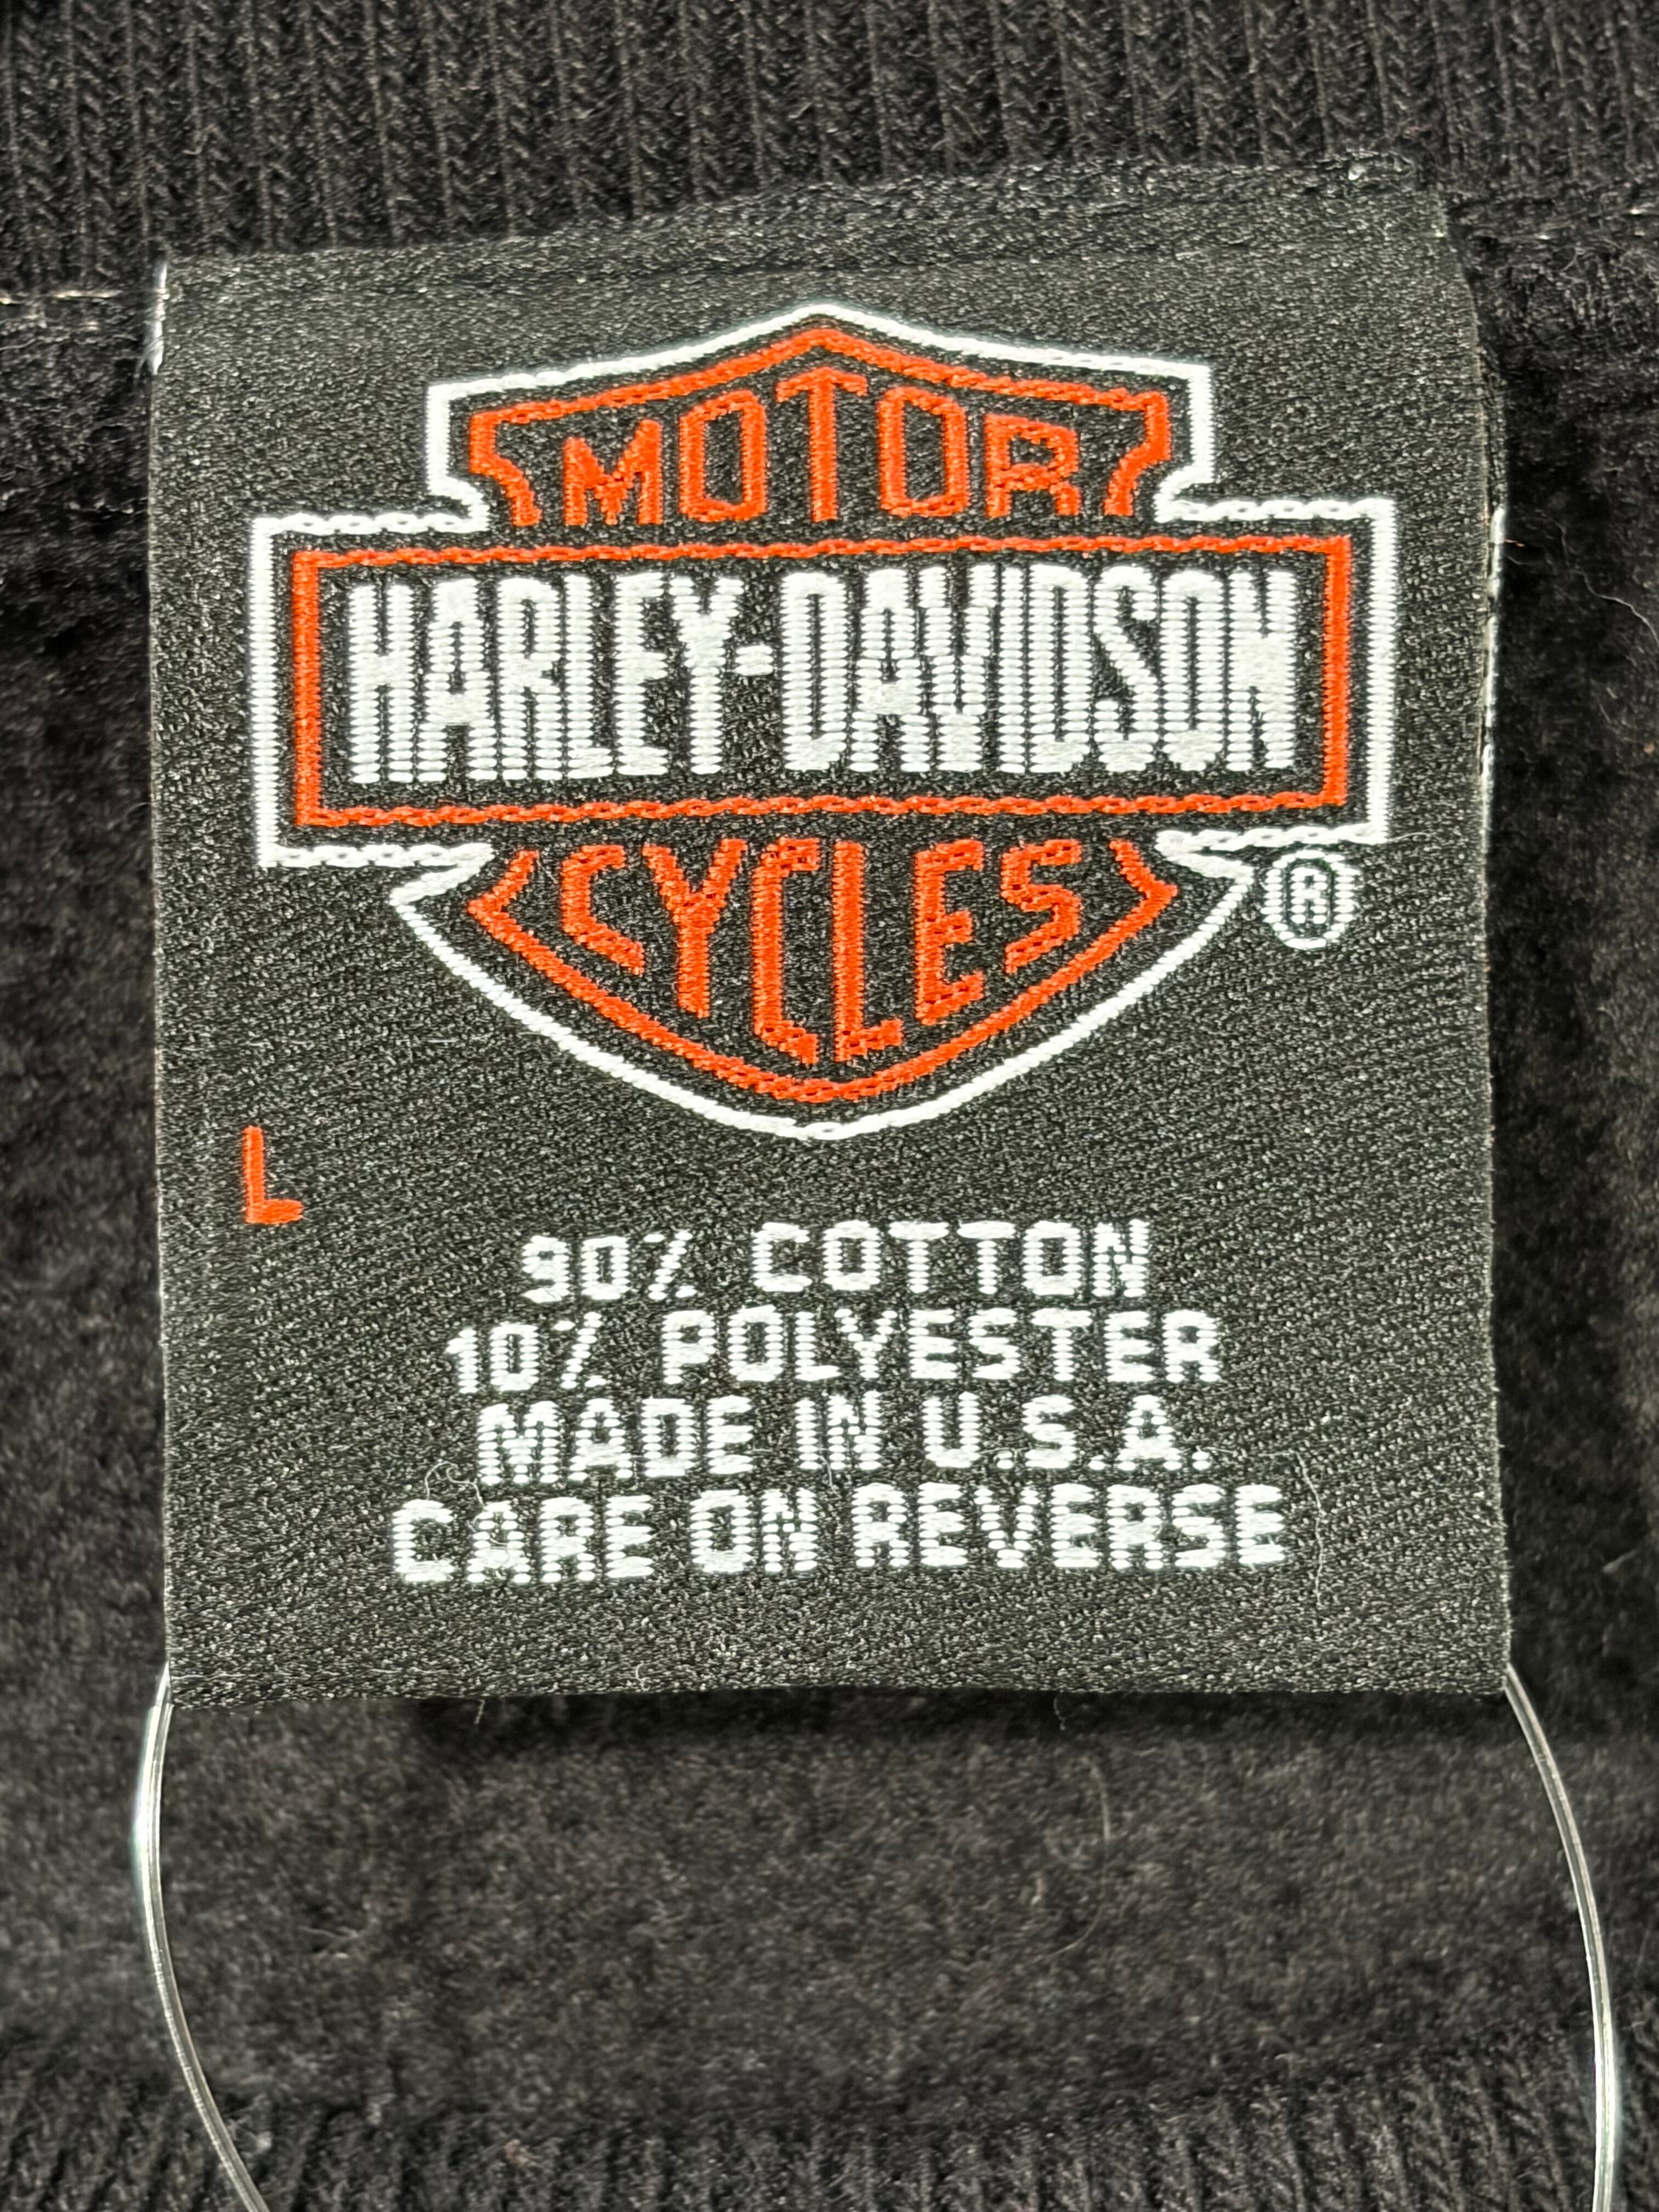 MOTOR
HARLEY-DAVIDSON
CYCLES
®
L
90% COTTON
10% POLYESTER
MADE IN U.S.A.
CARE ON REVERSE